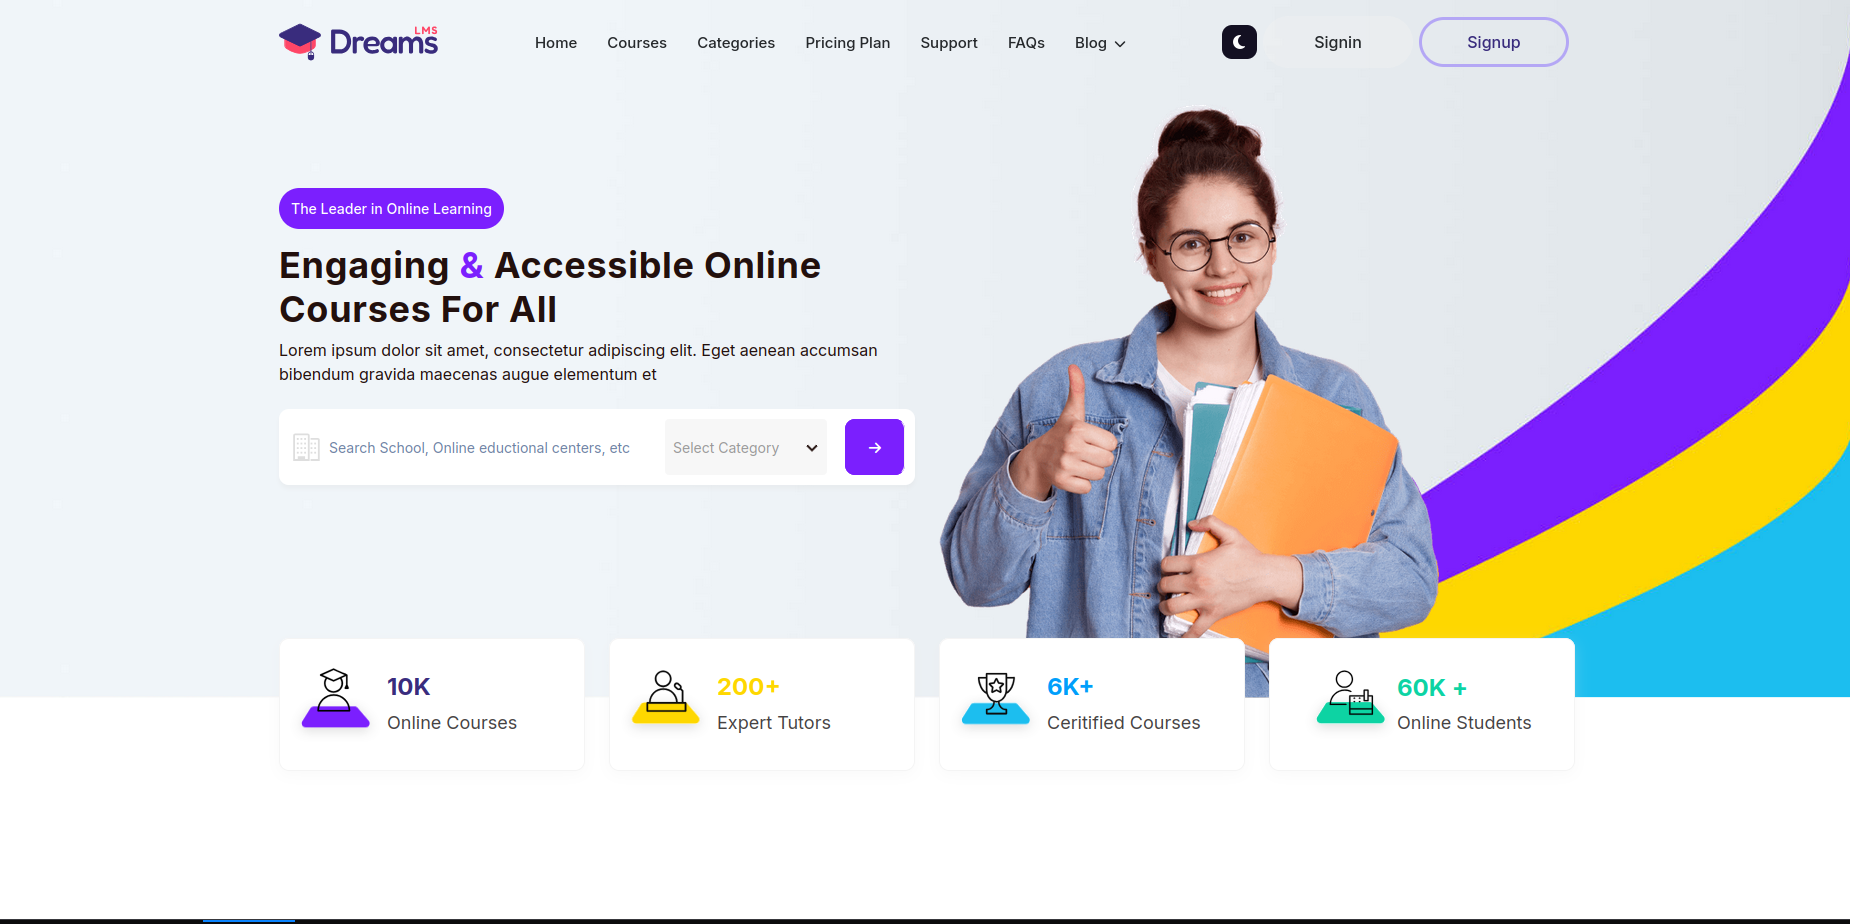 Dreams LMS
Home Courses Categories Pricing Plan Support FAQs Blog
Signin
Signup
The Leader in Online Learning
Engaging & Accessible Online
Courses For All
Lorem ipsum dolor sit amet, consectetur adipiscing elit. Eget aenean accumsan
bibendum gravida maecenas augue elementum et
Search School, Online eductional centers, etc
Select Category
10K
Online Courses
200+
Expert Tutors
6K+
Ceritified Courses
60K +
Online Students